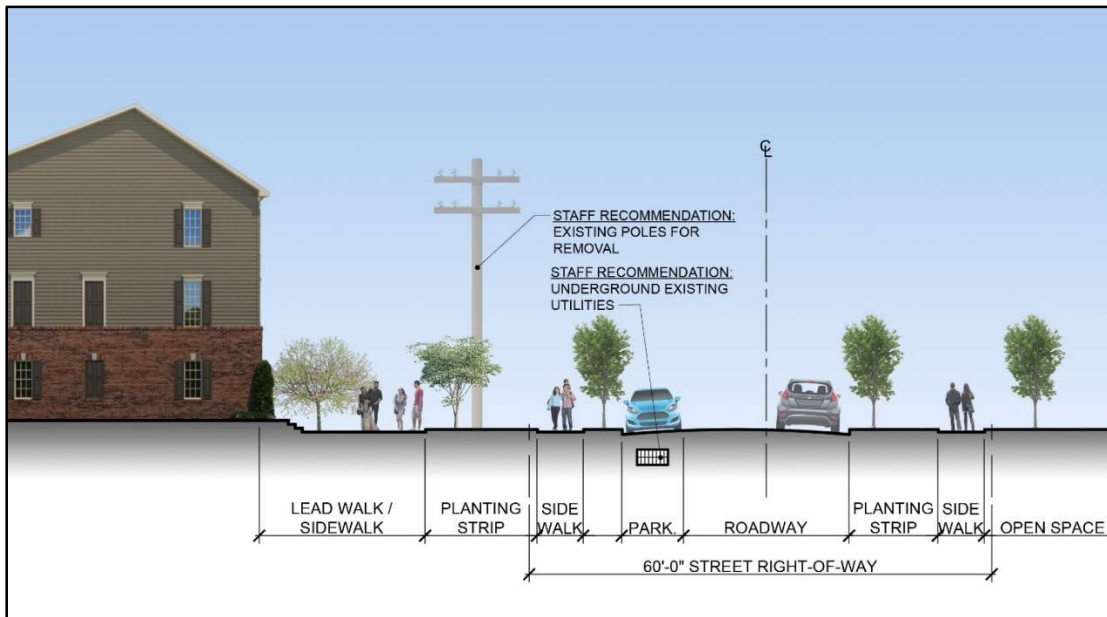 ℄
STAFF RECOMMENDATION:
EXISTING POLES FOR
REMOVAL
STAFF RECOMMENDATION:
UNDERGROUND EXISTING
UTILITIES
LEAD WALK /
SIDEWALK
PLANTING
STRIP
SIDE
WALK
PARK.
ROADWAY
PLANTING
STRIP
SIDE
WALK
OPEN SPACE
60'-0" STREET RIGHT-OF-WAY